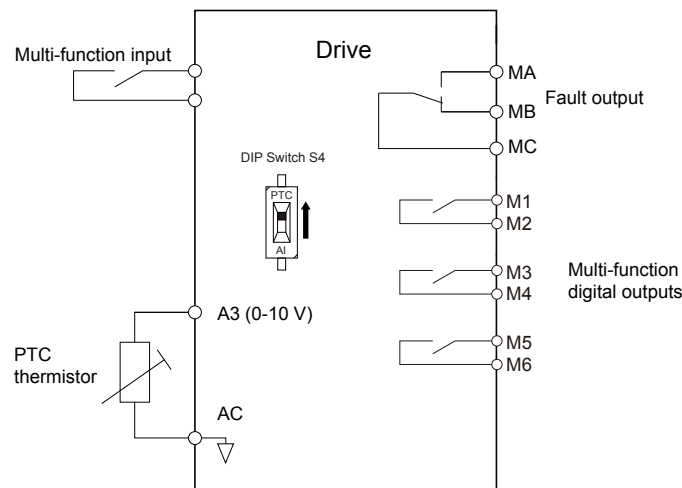 Drive
Multi-function input
MA
MB
Fault output
MC
DIP Switch S4
PTC
AI
M1
M2
M3
M4
Multi-function
digital outputs
M5
M6
A3 (0-10 V)
PTC
thermistor
AC